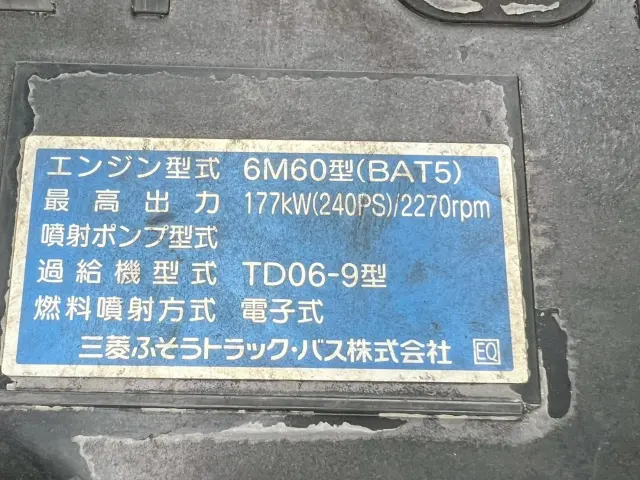 エンジン型式 6M60型(BAT5)
最高出力 177kW(240PS)/2270rpm
噴射ポンプ型式
過給機型式 TD06-9型
燃料噴射方式 電子式
三菱ふそうトラック・バス株式会社 EQ